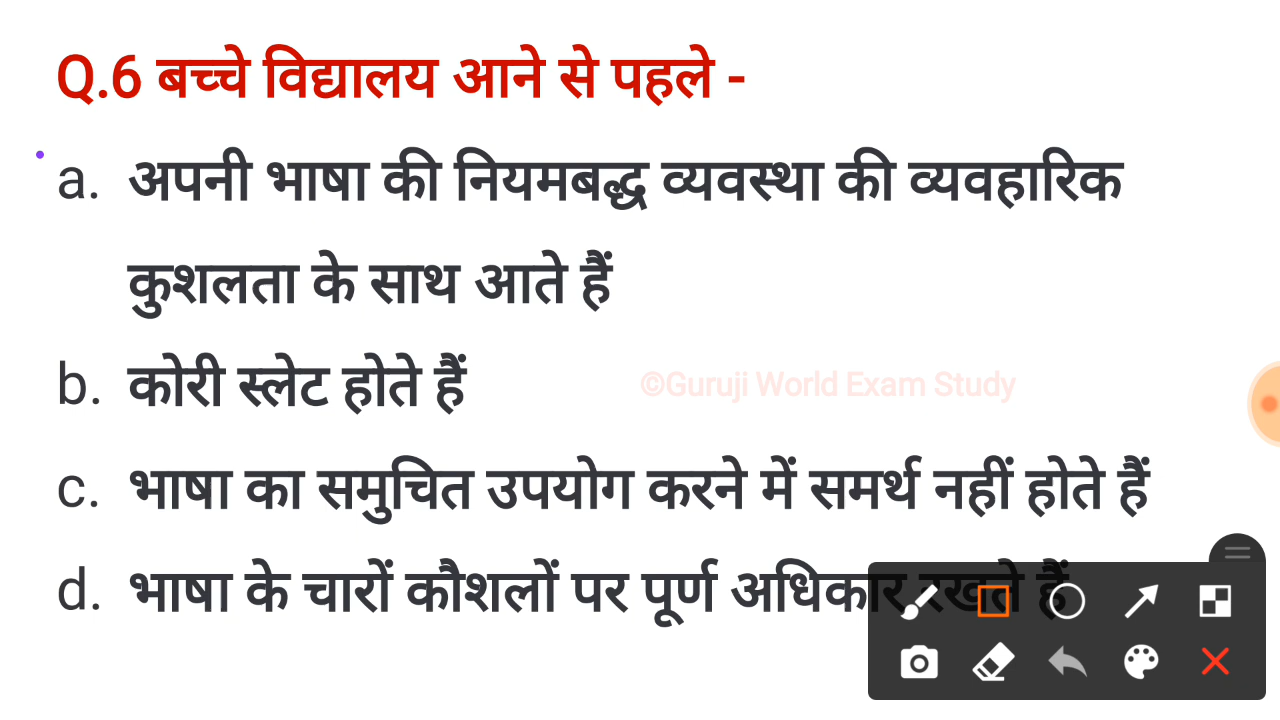 Q.6 बच्चे विद्यालय आने से पहले -
a. अपनी भाषा की नियमबद्ध व्यवस्था की व्यवहारिक
कुशलता के साथ आते हैं
b. कोरी स्लेट होते हैं
©Guruji World Exam Study
c. भाषा का समुचित उपयोग करने में समर्थ नहीं होते हैं
d. भाषा के चारों कौशलों पर पूर्ण अधिकार रखते हैं